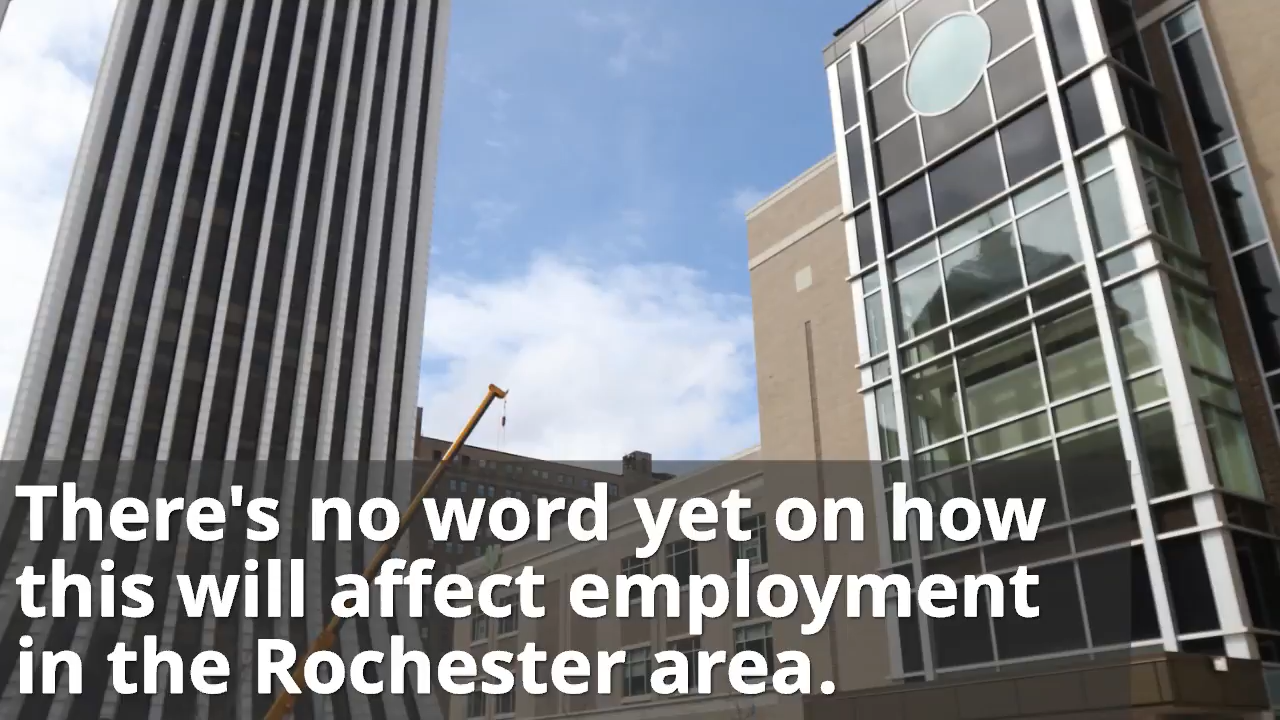 There's no word yet on how
this will affect employment
in the Rochester area.